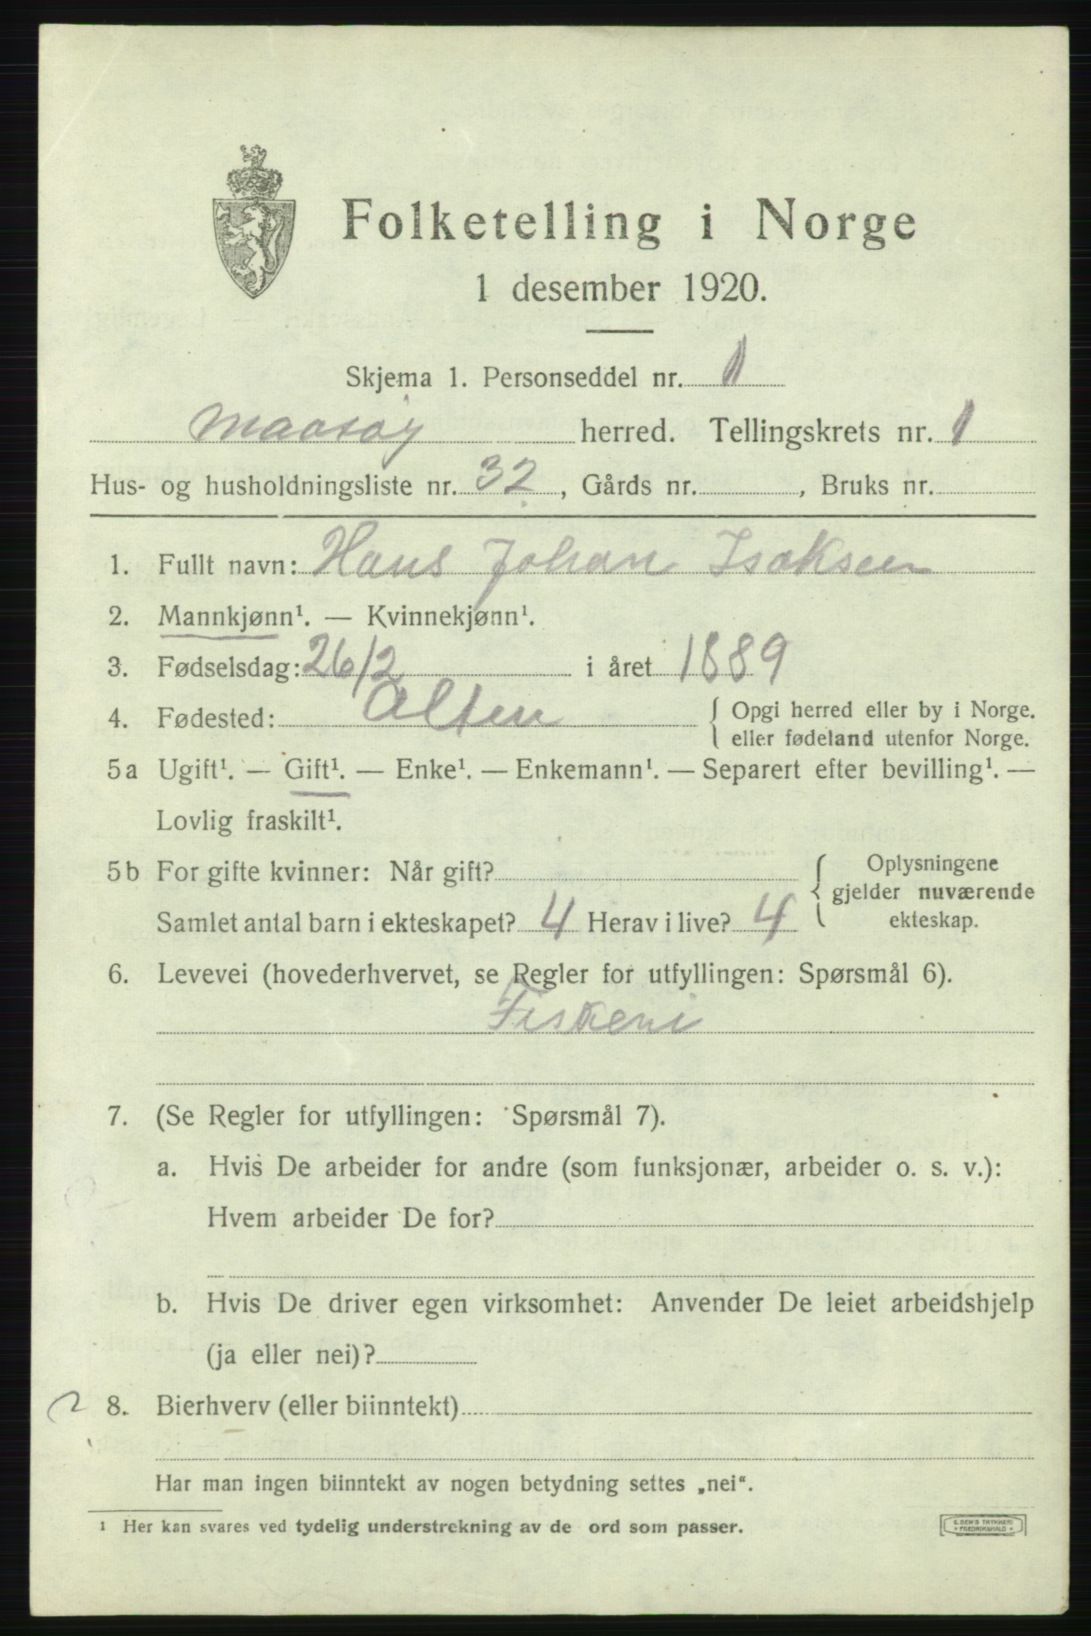 Folketelling i Norge
1 desember 1920.
Skjema 1. Personseddel nr. 1
Maasøy herred. Tellingskrets nr. 1
Hus- og husholdningsliste nr. 32, Gårds nr. , Bruks nr.
1. Fullt navn: Hans Johan Isaksen
2. Mannkjønn¹. — Kvinnekjønn¹.
3. Fødselsdag: 26/2 i året 1889
4. Fødested: Alten { Opgi herred eller by i Norge.
eller fødeland utenfor Norge.
5a Ugift¹. — Gift¹. — Enke¹. — Enkemann¹. — Separert efter bevilling¹. —
Lovlig fraskilt¹.
5b For gifte kvinner: Når gift? { Oplysningene
gjelder nuværende
Samlet antal barn i ekteskapet? 4 Herav i live? 4 ekteskap.
6. Levevei (hovederhvervet, se Regler for utfyllingen: Spørsmål 6).
Fiskeri
7. (Se Regler for utfyllingen: Spørsmål 7).
a. Hvis De arbeider for andre (som funksjonær, arbeider o. s. v.):
Hvem arbeider De for?
b. Hvis De driver egen virksomhet: Anvender De leiet arbeidshjelp
(ja eller nei)?
2 8. Bierhverv (eller biinntekt)
Har man ingen biinntekt av nogen betydning settes „nei“.
¹ Her kan svares ved tydelig understrekning av de ord som passer.
E. SEM'S TRYKKERI
• FREDRIKSHALD •